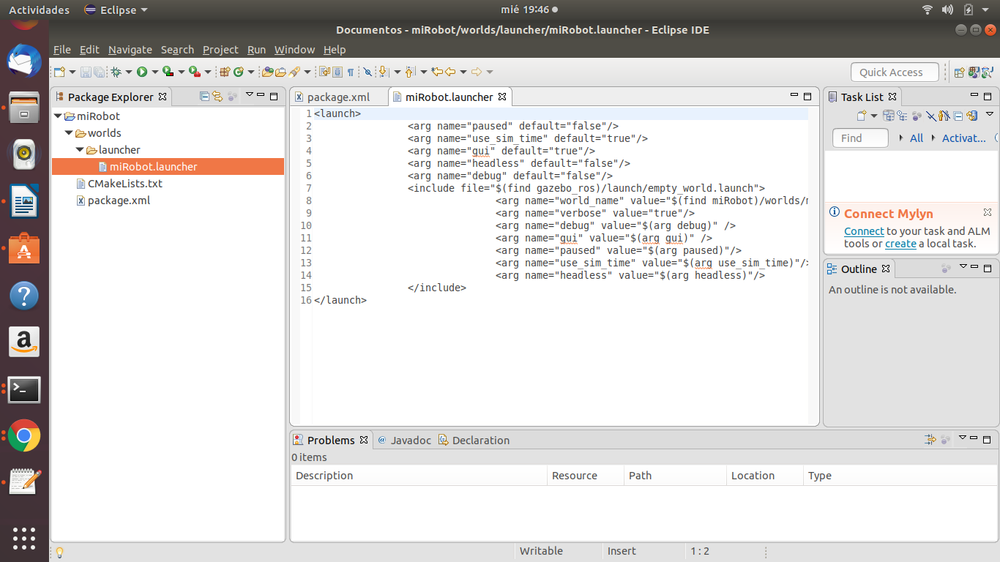 Actividades Eclipse mié 19:46
Documentos - miRobot/worlds/launcher/miRobot.launcher - Eclipse IDE
File Edit Navigate Search Project Run Window Help
Quick Access
Package Explorer
miRobot
worlds
launcher
miRobot.launcher
CMakeLists.txt
package.xml
package.xml miRobot.launcher
1 <launch>
2 <arg name="paused" default="false"/>
3 <arg name="use_sim_time" default="true"/>
4 <arg name="gui" default="true"/>
5 <arg name="headless" default="false"/>
6 <arg name="debug" default="false"/>
7 <include file="$(find gazebo_ros)/launch/empty_world.launch">
8 <arg name="world_name" value="$(find miRobot)/worlds/
9 <arg name="verbose" value="true"/>
10 <arg name="debug" value="$(arg debug)" />
11 <arg name="gui" value="$(arg gui)" />
12 <arg name="paused" value="$(arg paused)"/>
13 <arg name="use_sim_time" value="$(arg use_sim_time)"/>
14 <arg name="headless" value="$(arg headless)"/>
15 </include>
16 </launch>
Task List
Find All Activat...
Connect Mylyn
Connect to your task and ALM
tools or create a local task.
Outline
An outline is not available.
Problems @ Javadoc Declaration
0 items
Description Resource Path Location Type
Writable Insert 1 : 2